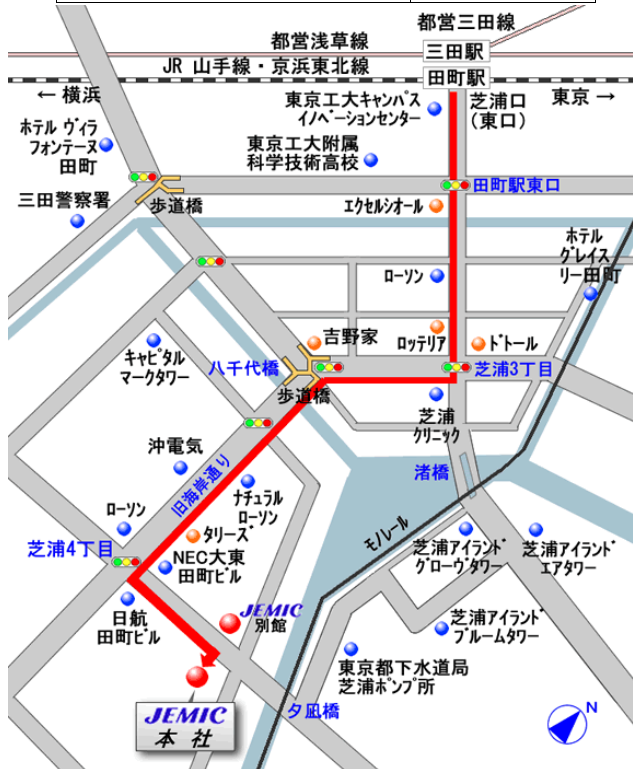 都営三田線
都営浅草線
三田駅
JR 山手線・京浜東北線
田町駅
← 横浜
東京 →
芝浦口
(東口)
東京工大キャンパス
イノベーションセンター
ホテル ヴィラ
フォンテーヌ
田町
東京工大附属
科学技術高校
田町駅東口
三田警察署
歩道橋
エクセルシオール
ホテル
グレイス
リー田町
ローソン
吉野家
ロッテリア
ドトール
キャピタル
マークタワー
八千代橋
芝浦3丁目
歩道橋
芝浦
クリニック
沖電気
旧海岸通り
渚橋
ナチュラル
ローソン
ローソン
タリーズ
モノレール
芝浦4丁目
NEC大東
田町ビル
芝浦アイランド
グローヴタワー
芝浦アイランド
エアタワー
日航
田町ビル
JEMIC
別館
芝浦アイランド
ブルームタワー
東京都下水道局
芝浦ポンプ所
夕凪橋
JEMIC
本 社
N